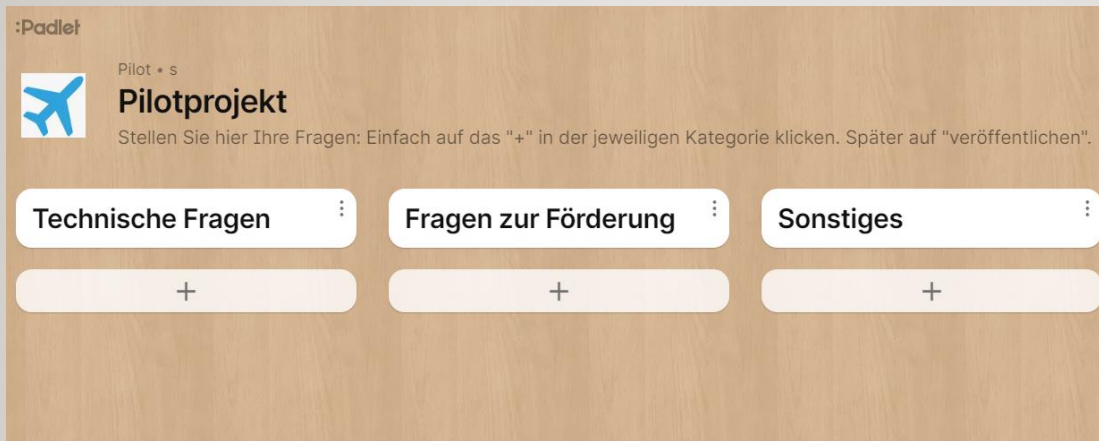 :Padlet
Pilot • s
Pilotprojekt
Stellen Sie hier Ihre Fragen: Einfach auf das "+" in der jeweiligen Kategorie klicken. Später auf "veröffentlichen".
Technische Fragen
Fragen zur Förderung
Sonstiges
+
+
+